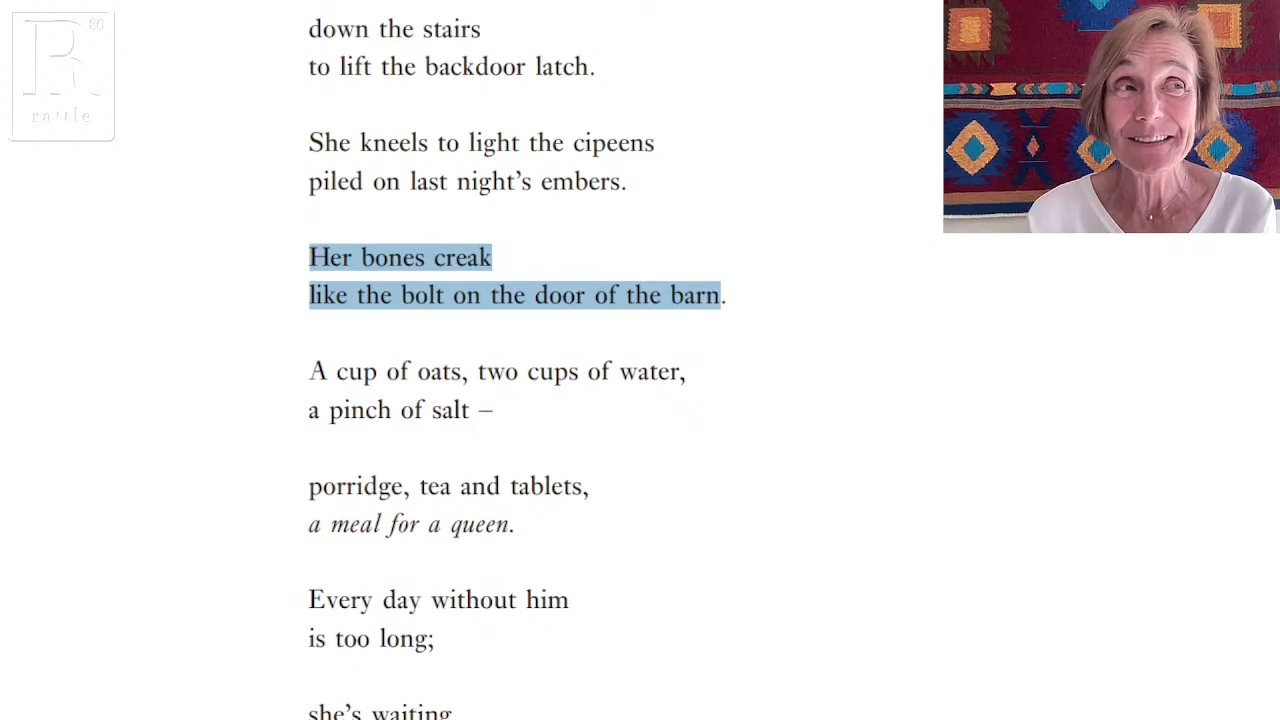 80
R
rattle
down the stairs
to lift the backdoor latch.
She kneels to light the cipeens
piled on last night's embers.
Her bones creak
like the bolt on the door of the barn.
A cup of oats, two cups of water,
a pinch of salt –
porridge, tea and tablets,
a meal for a queen.
Every day without him
is too long;
she's waiting